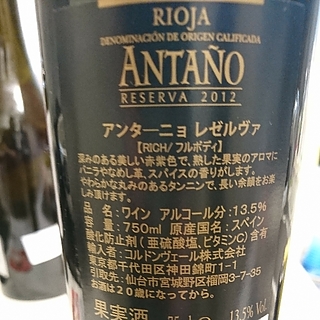 RIOJA
DENOMINACIÓN DE ORIGEN CALIFICADA
ANTAÑO
RESERVA 2012
アンターニョ レゼルヴァ
【RICH/フルボディ】
深みのある美しい赤紫色で、熟した果実のアロマに
バニラやなめし革、スパイスの香りがします。
やわらかな丸みのあるタンニンで、長い余韻をお楽
しみ頂けます。
品名:ワイン アルコール分:13.5%
容量:750ml 原産国名:スペイン
酸化防止剤(亜硫酸塩、ビタミンC)含有
輸入者:コルドンヴェール株式会社
東京都千代田区神田錦町1-1
引取先:仙台市宮城野区榴岡3-7-35
お酒は20歳になってから。
果実酒 13.5% Vol.